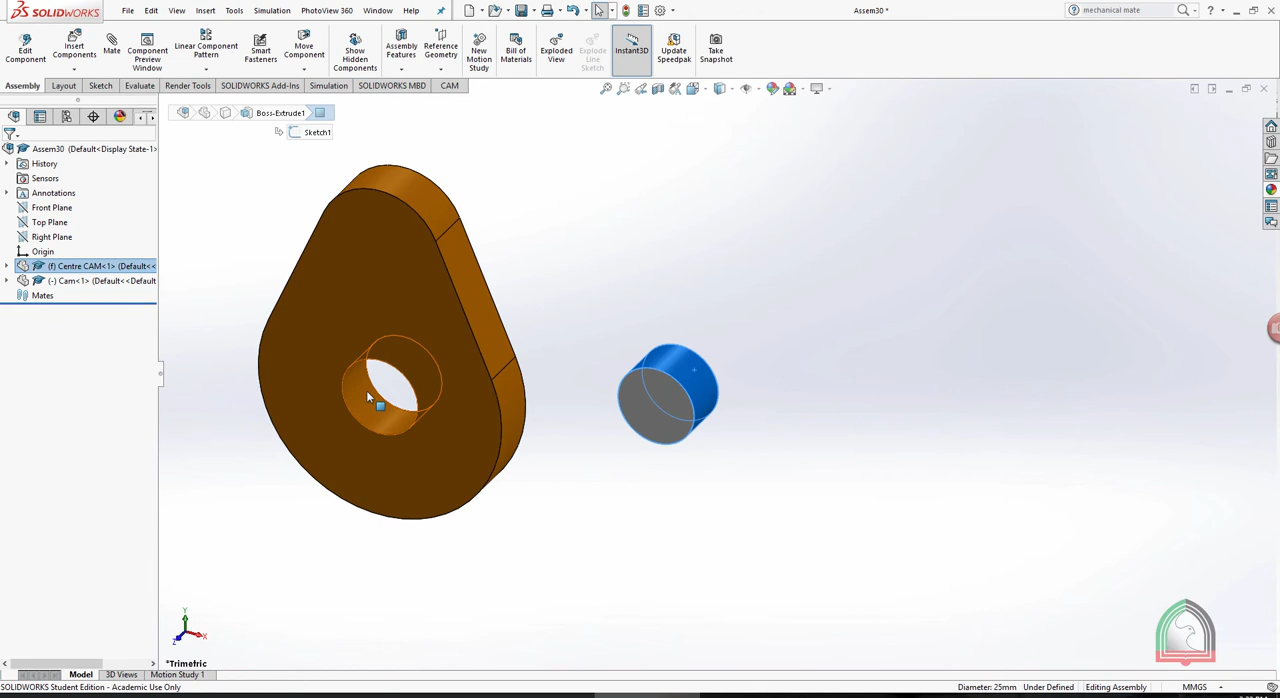 SOLIDWORKS
File Edit View Insert Tools Simulation PhotoView 360 Window Help
Assem30 *
mechanical mate
Edit Component
Insert Components
Mate
Component Preview Window
Linear Component Pattern
Smart Fasteners
Move Component
Show Hidden Components
Assembly Features
Reference Geometry
New Motion Study
Bill of Materials
Exploded View
Explode Line Sketch
Instant3D
Update Speedpak
Take Snapshot
Assembly Layout Sketch Evaluate Render Tools SOLIDWORKS Add-Ins Simulation SOLIDWORKS MBD CAM
Boss-Extrude1
Sketch1
Assem30 (Default<Display State-1>
History
Sensors
Annotations
Front Plane
Top Plane
Right Plane
Origin
(f) Centre CAM<1> (Default<<
(-) Cam<1> (Default<<Default
Mates
Y
X
Z
*Trimetric
Model 3D Views Motion Study 1
SOLIDWORKS Student Edition - Academic Use Only
Diameter: 25mm Under Defined Editing Assembly MMGS